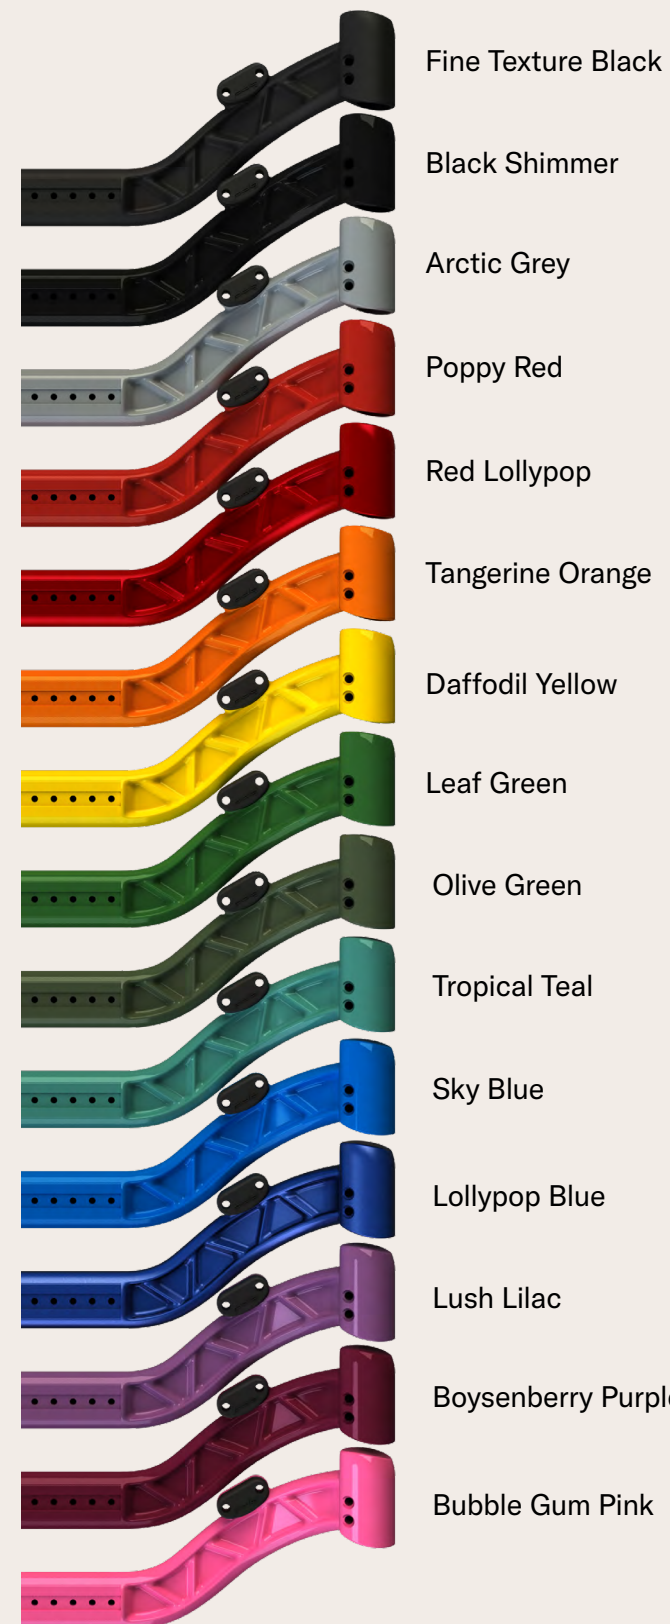 Fine Texture Black
Black Shimmer
Arctic Grey
Poppy Red
Red Lollypop
Tangerine Orange
Daffodil Yellow
Leaf Green
Olive Green
Tropical Teal
Sky Blue
Lollypop Blue
Lush Lilac
Boysenberry Purple
Bubble Gum Pink